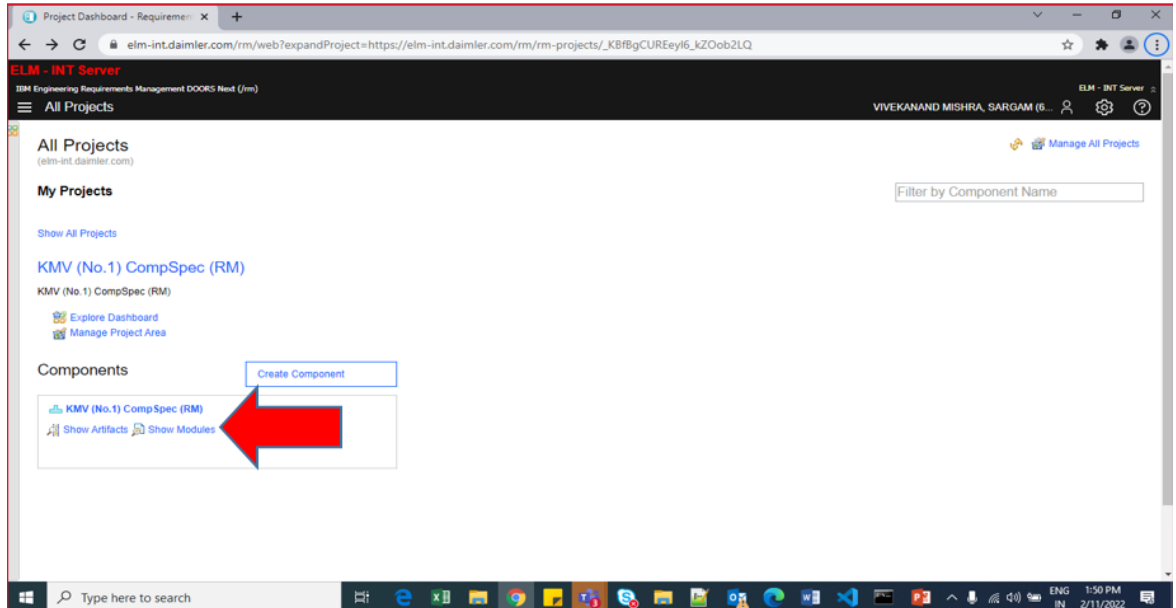 Project Dashboard - Requiremen
elm-int.daimler.com/rm/web?expandProject=https://elm-int.daimler.com/rm/rm-projects/_KBfBgCUREeyl6_kZOob2LQ
ELM - INT Server
IBM Engineering Requirements Management DOORS Next (/rm)
ELM - INT Server
All Projects
VIVEKANAND MISHRA, SARGAM (6...
All Projects
(elm-int.daimler.com)
Manage All Projects
My Projects
Filter by Component Name
Show All Projects
KMV (No.1) CompSpec (RM)
KMV (No.1) CompSpec (RM)
Explore Dashboard
Manage Project Area
Components
Create Component
KMV (No.1) CompSpec (RM)
Show Artifacts Show Modules
Type here to search
ENG
IN
1:50 PM
2/11/2022